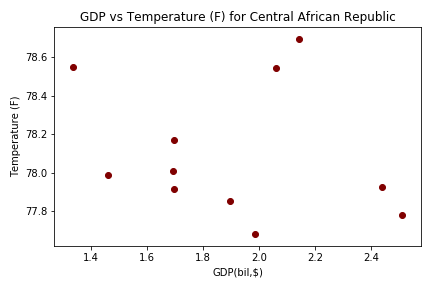 GDP vs Temperature (F) for Central African Republic
78.6
78.4
78.2
78.0
77.8
Temperature (F)
1.4 1.6 1.8 2.0 2.2 2.4
GDP(bil,$)